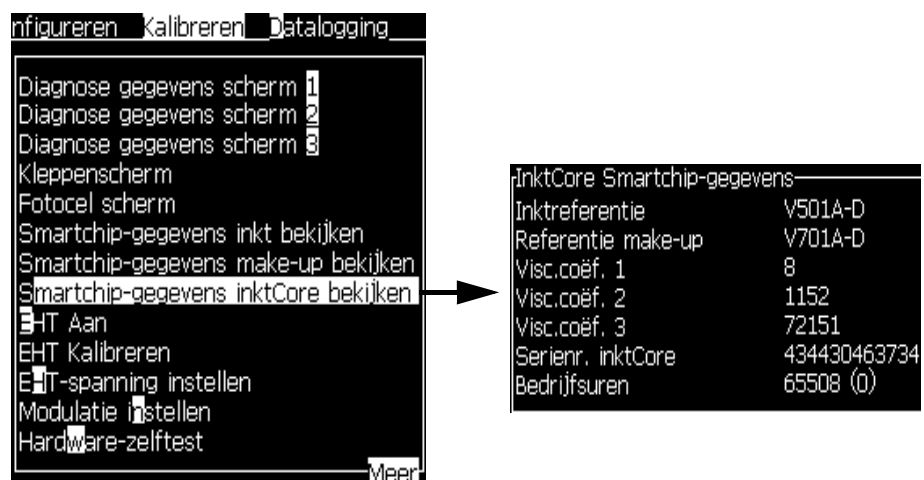 nfigureren Kalibreren Datalogging
Diagnose gegevens scherm 1
Diagnose gegevens scherm 2
Diagnose gegevens scherm 3
Kleppenscherm
Fotocel scherm
Smartchip-gegevens inkt bekijken
Smartchip-gegevens make-up bekijken
Smartchip-gegevens inktCore bekijken
EHT Aan
EHT Kalibreren
EHT-spanning instellen
Modulatie instellen
Hardware-zelftest
Meer
InktCore Smartchip-gegevens
Inktreferentie V501A-D
Referentie make-up V701A-D
Visc.coëf. 1 8
Visc.coëf. 2 1152
Visc.coëf. 3 72151
Serienr. inktCore 434430463734
Bedrijfsuren 65508 (0)